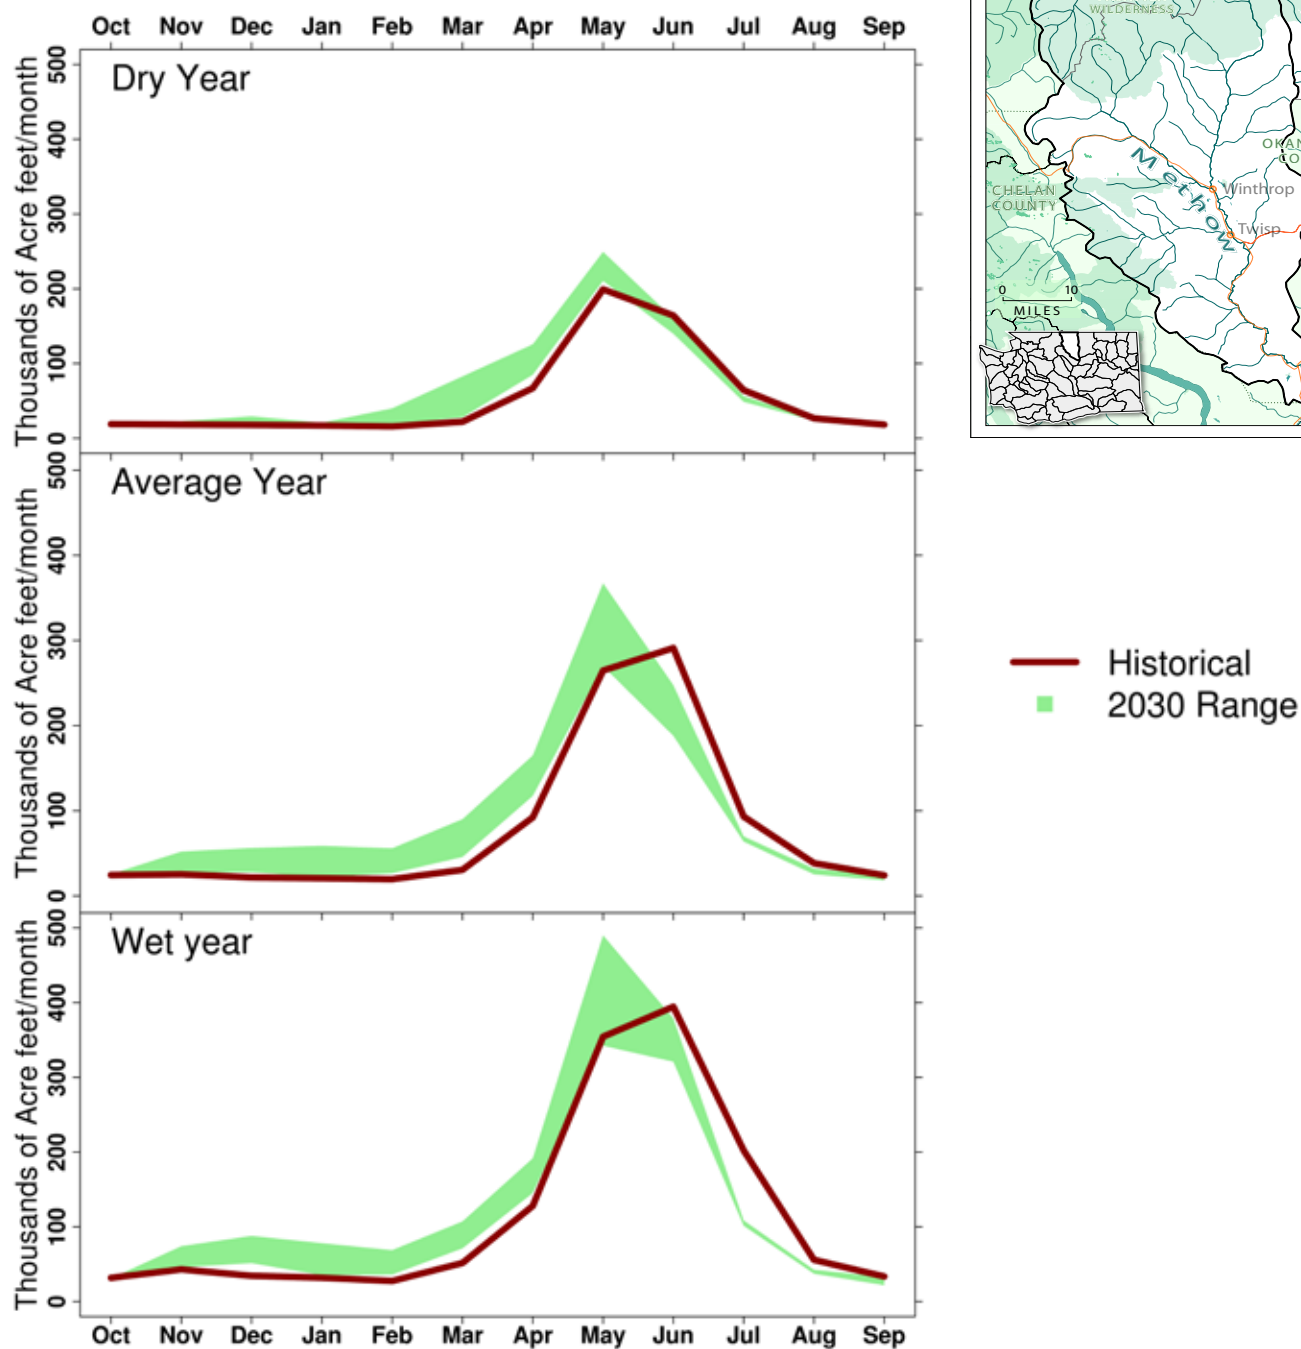 Oct Nov Dec Jan Feb Mar Apr May Jun Jul Aug Sep
Dry Year
Thousands of Acre feet/month
500
400
300
200
100
0
Average Year
Thousands of Acre feet/month
500
400
300
200
100
0
Wet year
Thousands of Acre feet/month
500
400
300
200
100
0
Oct Nov Dec Jan Feb Mar Apr May Jun Jul Aug Sep
WILDERNESS
Methow
OKAN
CO
CHELAN
COUNTY
Winthrop
Twisp
0 10
MILES
Historical
2030 Range